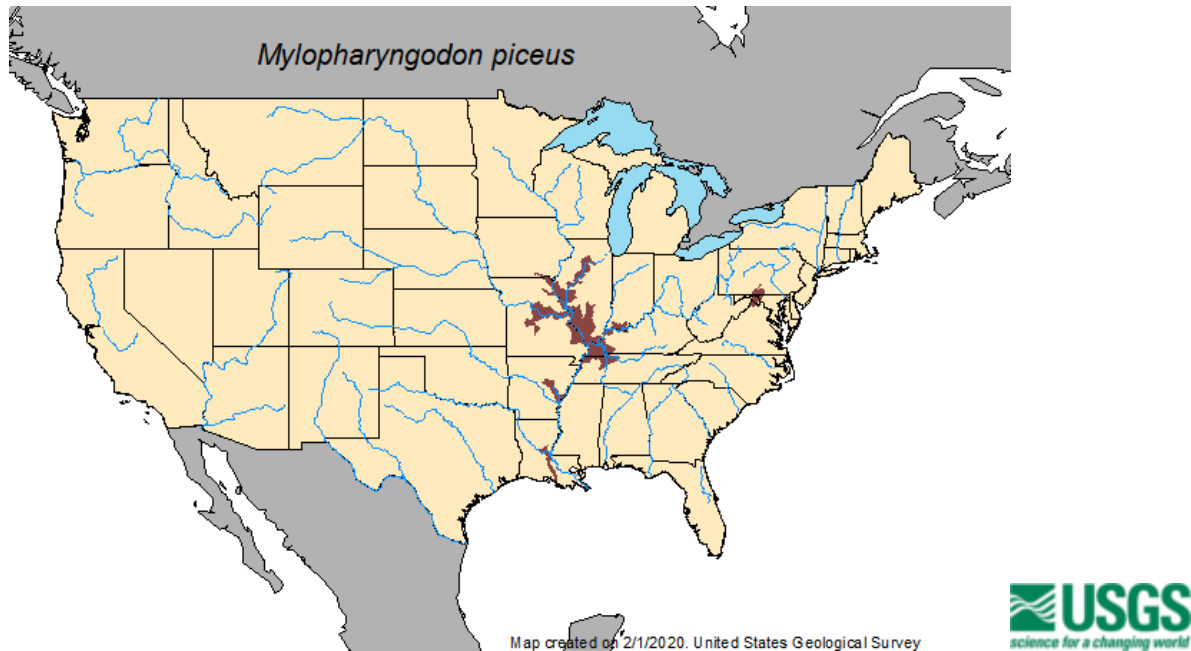 Mylopharyngodon piceus
Map created on 2/1/2020. United States Geological Survey
USGS
science for a changing world